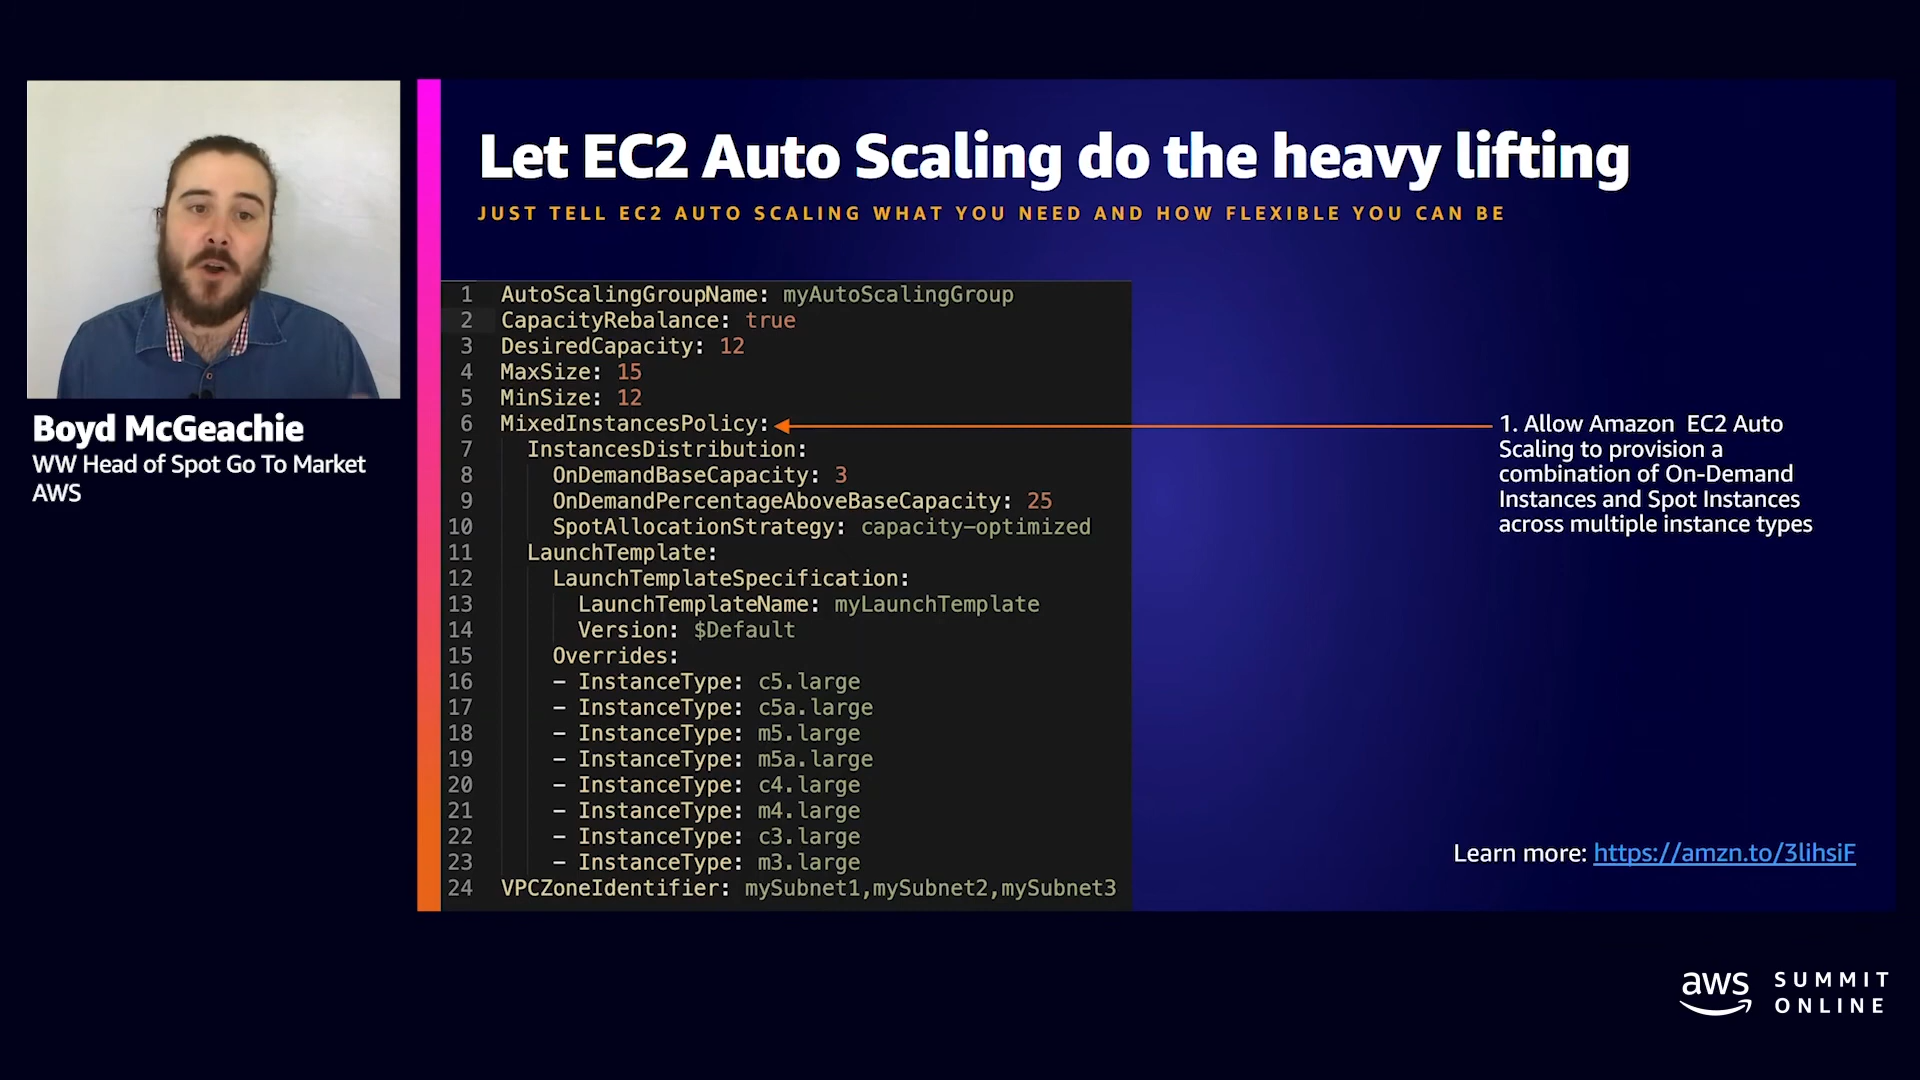 Boyd McGeachie
WW Head of Spot Go To Market
AWS
Let EC2 Auto Scaling do the heavy lifting
JUST TELL EC2 AUTO SCALING WHAT YOU NEED AND HOW FLEXIBLE YOU CAN BE
1 AutoScalingGroupName: myAutoScalingGroup
2 CapacityRebalance: true
3 DesiredCapacity: 12
4 MaxSize: 15
5 MinSize: 12
6 MixedInstancesPolicy:
7 InstancesDistribution:
8 OnDemandBaseCapacity: 3
9 OnDemandPercentageAboveBaseCapacity: 25
10 SpotAllocationStrategy: capacity-optimized
11 LaunchTemplate:
12 LaunchTemplateSpecification:
13 LaunchTemplateName: myLaunchTemplate
14 Version: $Default
15 Overrides:
16 - InstanceType: c5.large
17 - InstanceType: c5a.large
18 - InstanceType: m5.large
19 - InstanceType: m5a.large
20 - InstanceType: c4.large
21 - InstanceType: m4.large
22 - InstanceType: c3.large
23 - InstanceType: m3.large
24 VPCZoneIdentifier: mySubnet1,mySubnet2,mySubnet3
1. Allow Amazon EC2 Auto
Scaling to provision a
combination of On-Demand
Instances and Spot Instances
across multiple instance types
Learn more: https://amzn.to/3lihsiF
aws SUMMIT
ONLINE